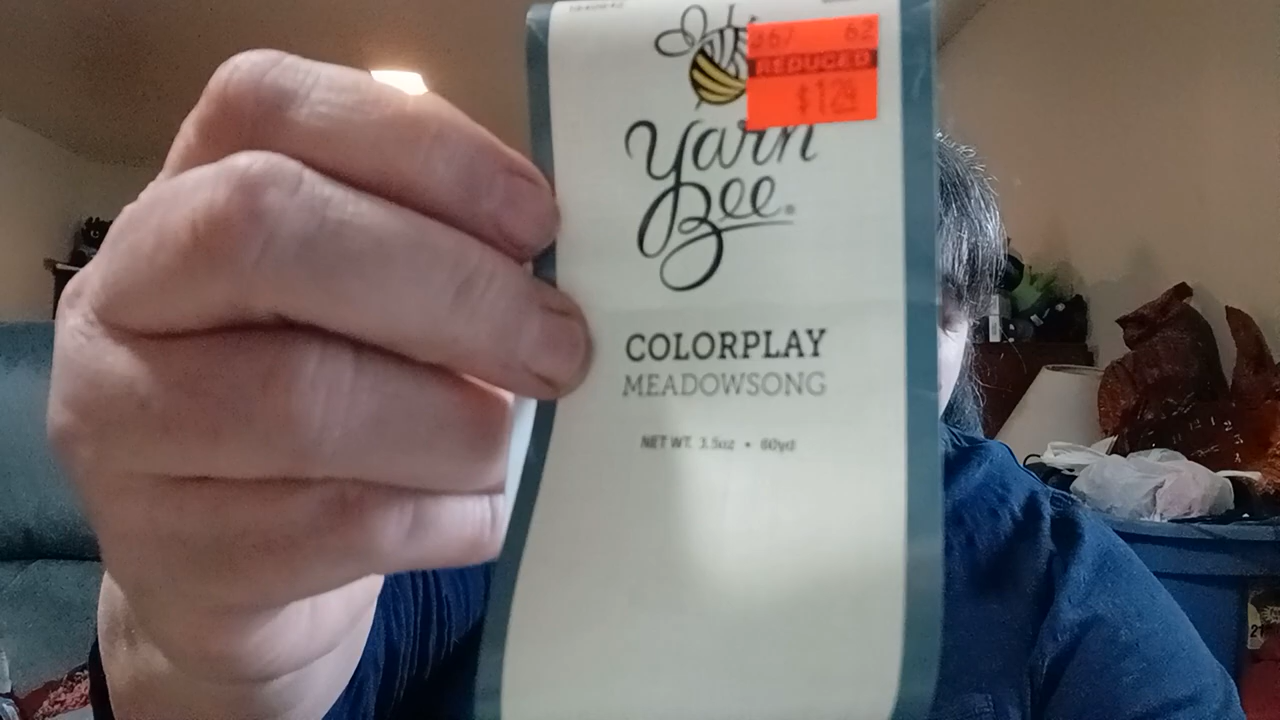 REDUCED
Yarn
Bee®
COLORPLAY
MEADOWSONG
NET WT. 3.5oz • 60yd